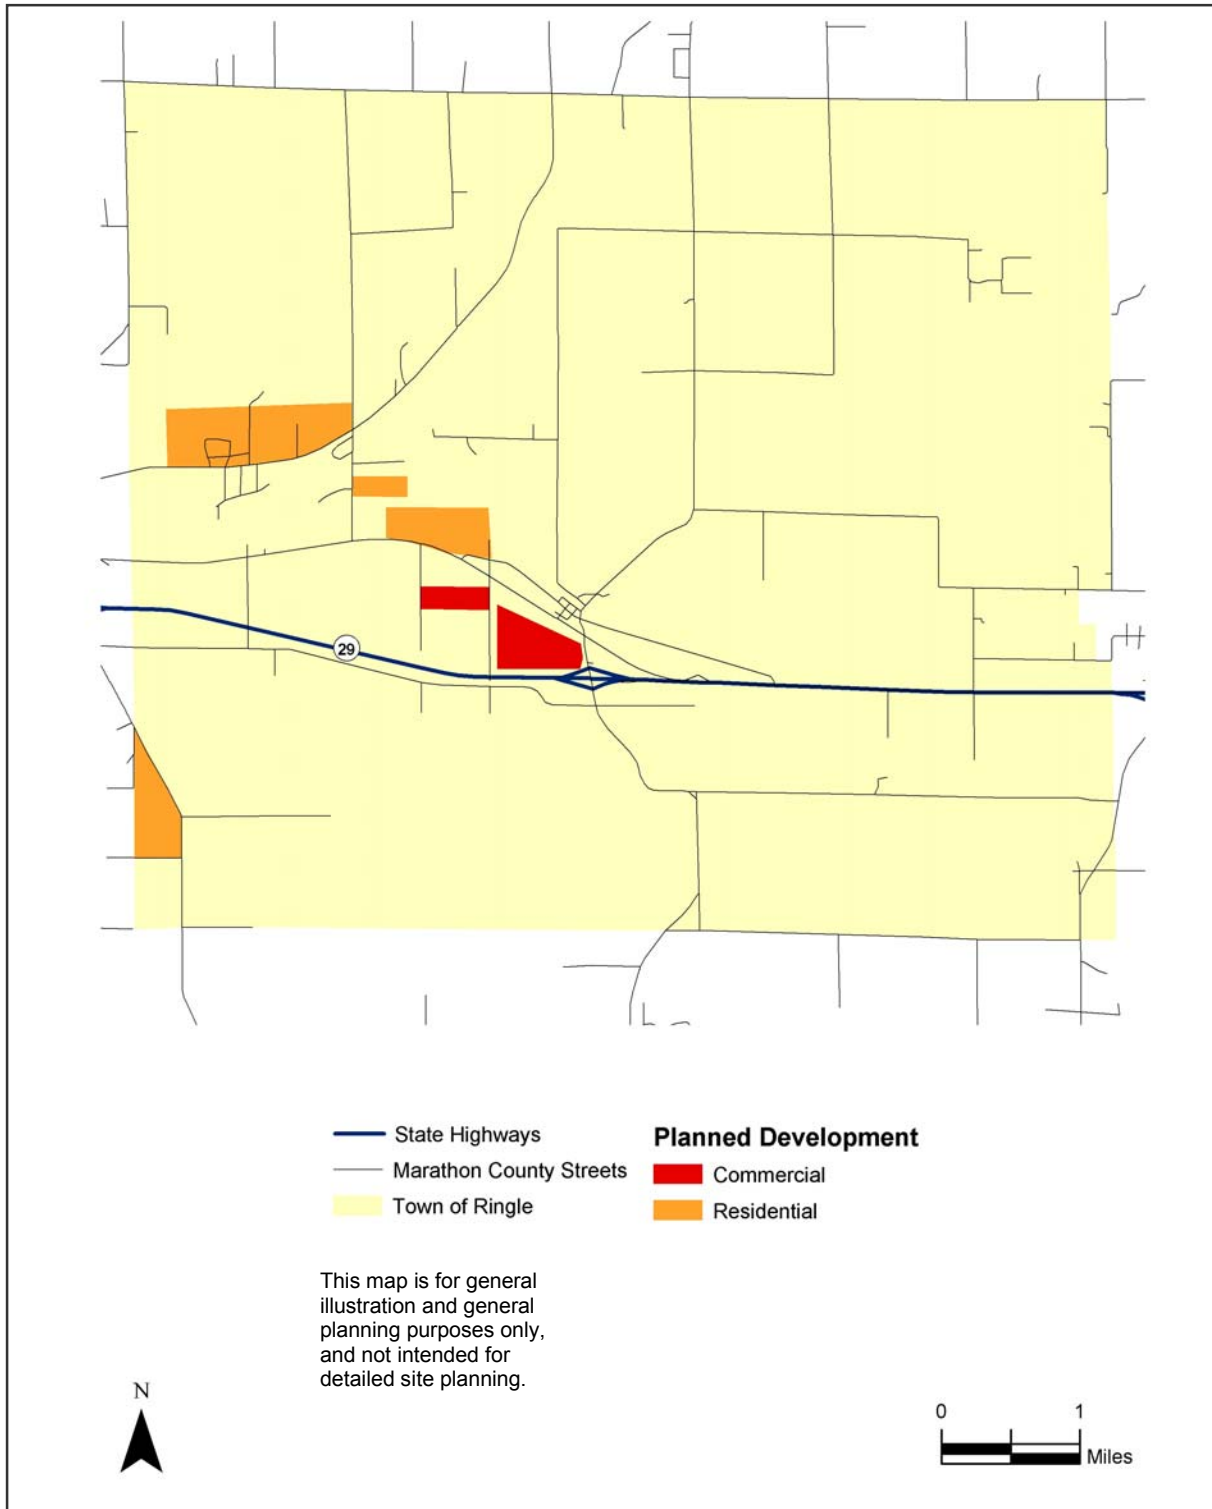 29
State Highways
Marathon County Streets
Town of Ringle
Planned Development
Commercial
Residential
This map is for general
illustration and general
planning purposes only,
and not intended for
detailed site planning.
N
0 1
Miles